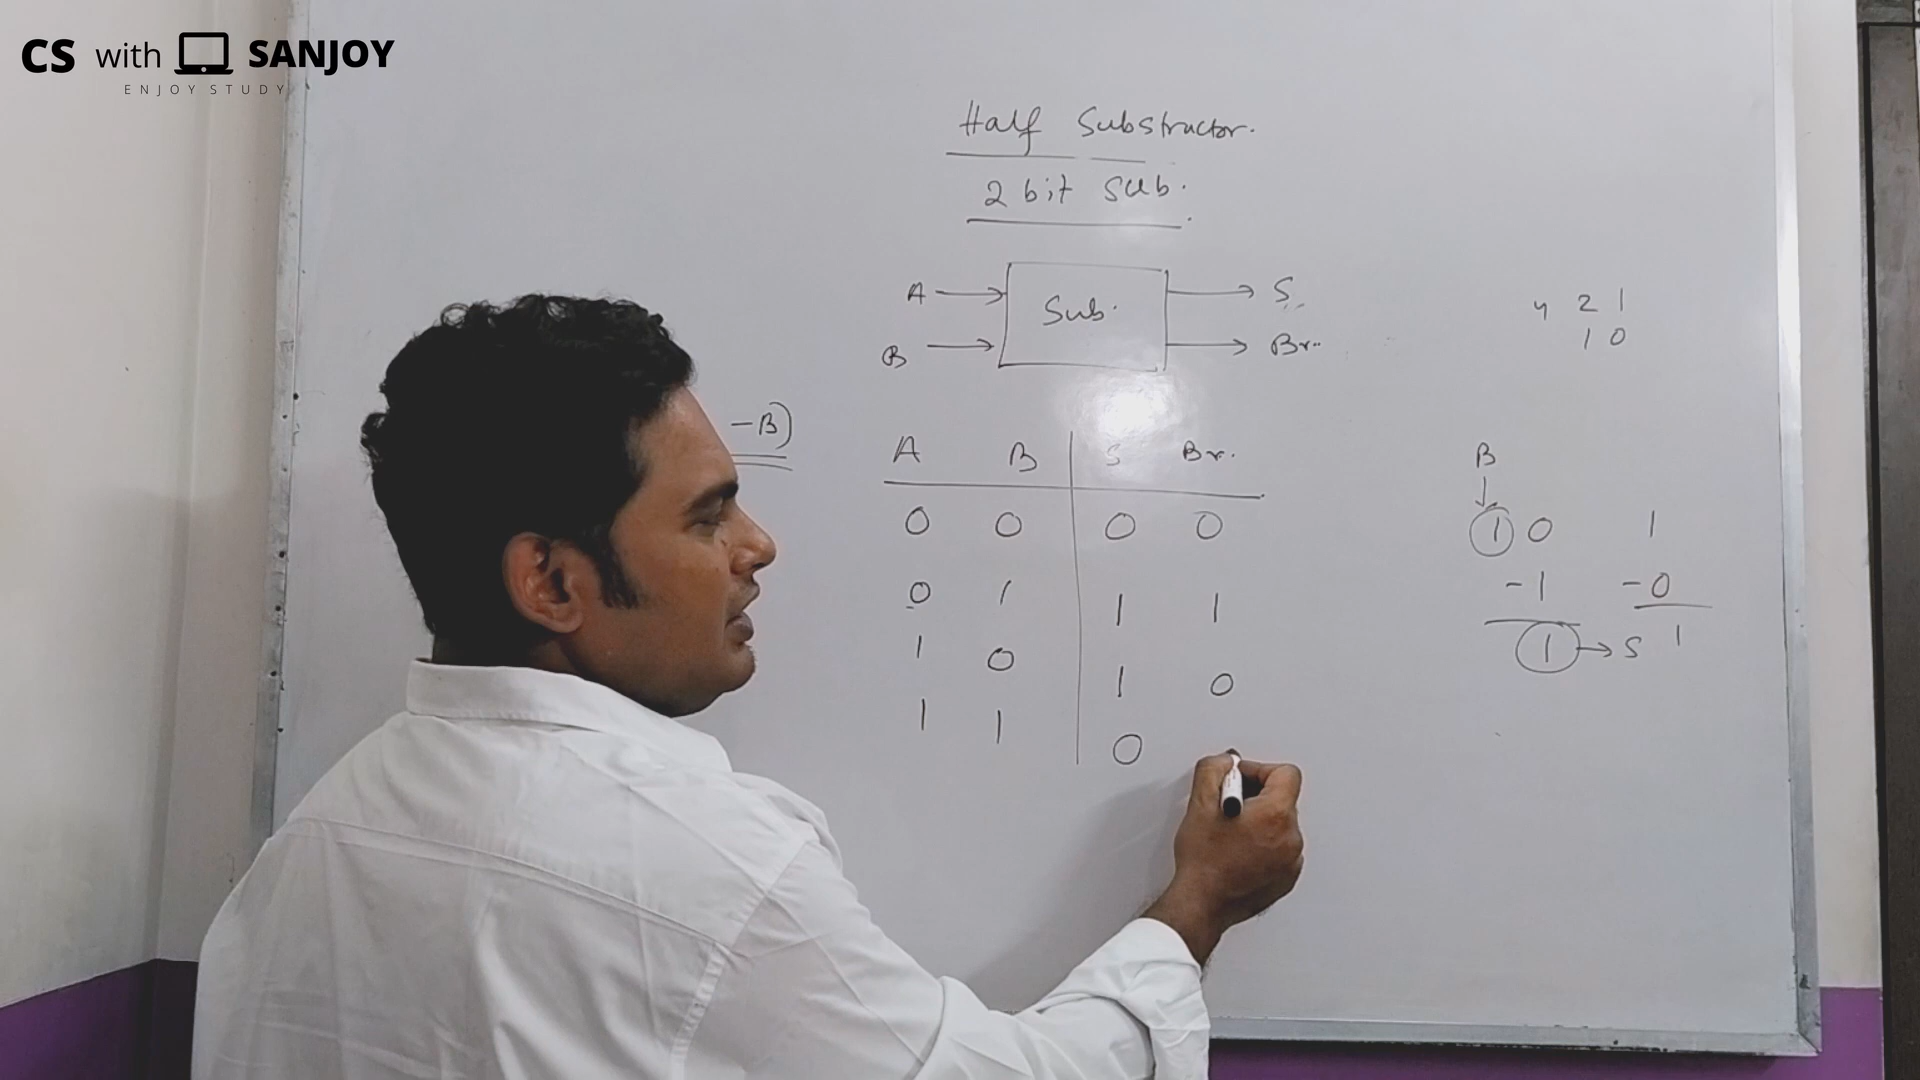 CS with SANJOY
ENJOY STUDY
Half Substructor.
2 bit Sub.
A Sub. S
B Br.
4 2 1
1 0
-B)
A B S Br.
0 0 0 0
0 1 1 1
1 0 1 0
1 1 0
B
1 0 1
-1 -0
1 → S 1